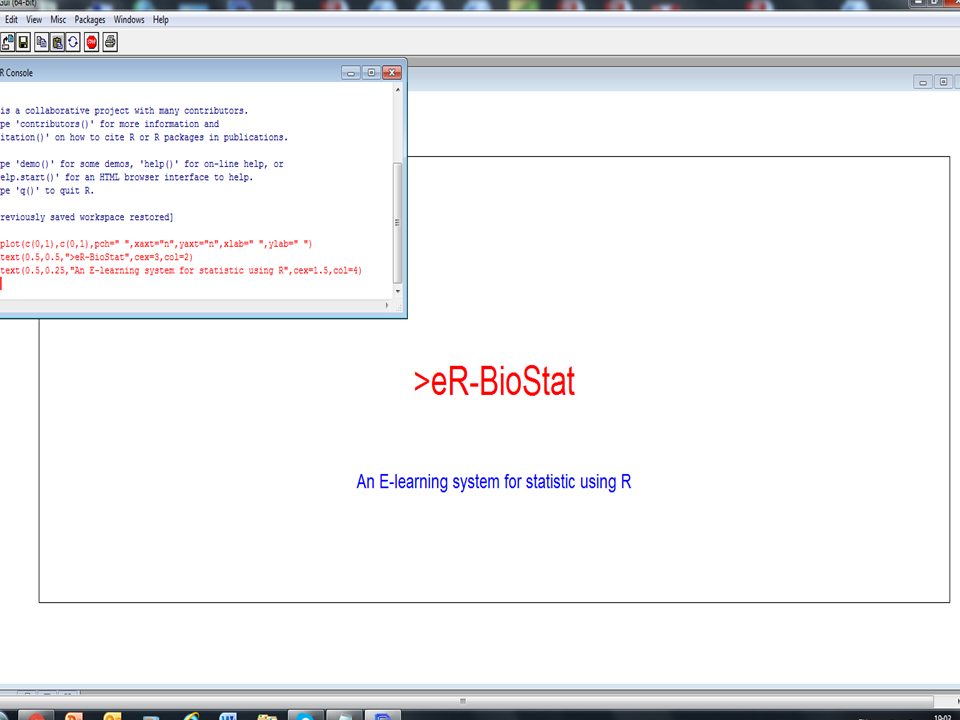 Gui (64-bit)
Edit View Misc Packages Windows Help
R Console
is a collaborative project with many contributors.
pe 'contributors()' for more information and
itation()' on how to cite R or R packages in publications.
pe 'demo()' for some demos, 'help()' for on-line help, or
elp.start()' for an HTML browser interface to help.
pe 'q()' to quit R.
reviously saved workspace restored]
plot(c(0,1),c(0,1),pch=" ",xaxt="n",yaxt="n",xlab=" ",ylab=" ")
text(0.5,0.5,">eR-BioStat",cex=3,col=2)
text(0.5,0.25,"An E-learning system for statistic using R",cex=1.5,col=4)
>eR-BioStat
An E-learning system for statistic using R